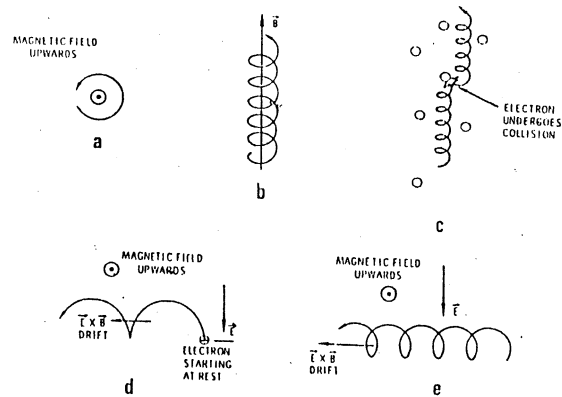 MAGNETIC FIELD
UPWARDS
a
B
b
ELECTRON
UNDERGOES
COLLISION
c
MAGNETIC FIELD
UPWARDS
E X B
DRIFT
E
ELECTRON
STARTING
AT REST
d
MAGNETIC FIELD
UPWARDS
E
E X B
DRIFT
e